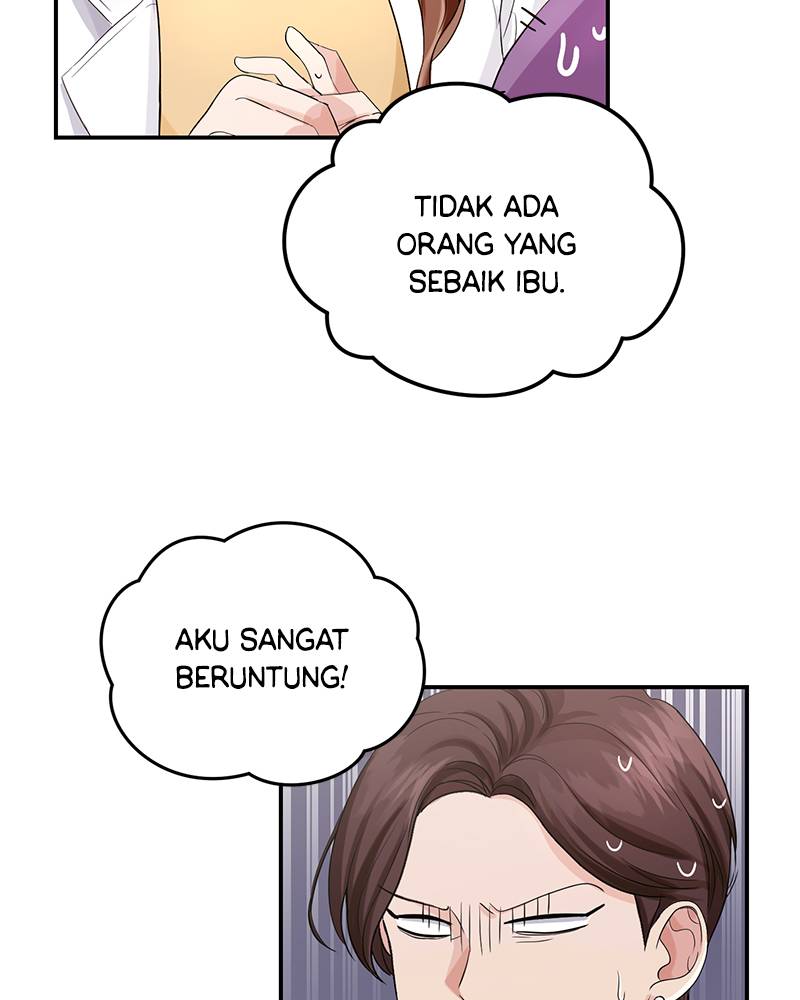 TIDAK ADA
ORANG YANG
SEBAIK IBU.
AKU SANGAT
BERUNTUNG!